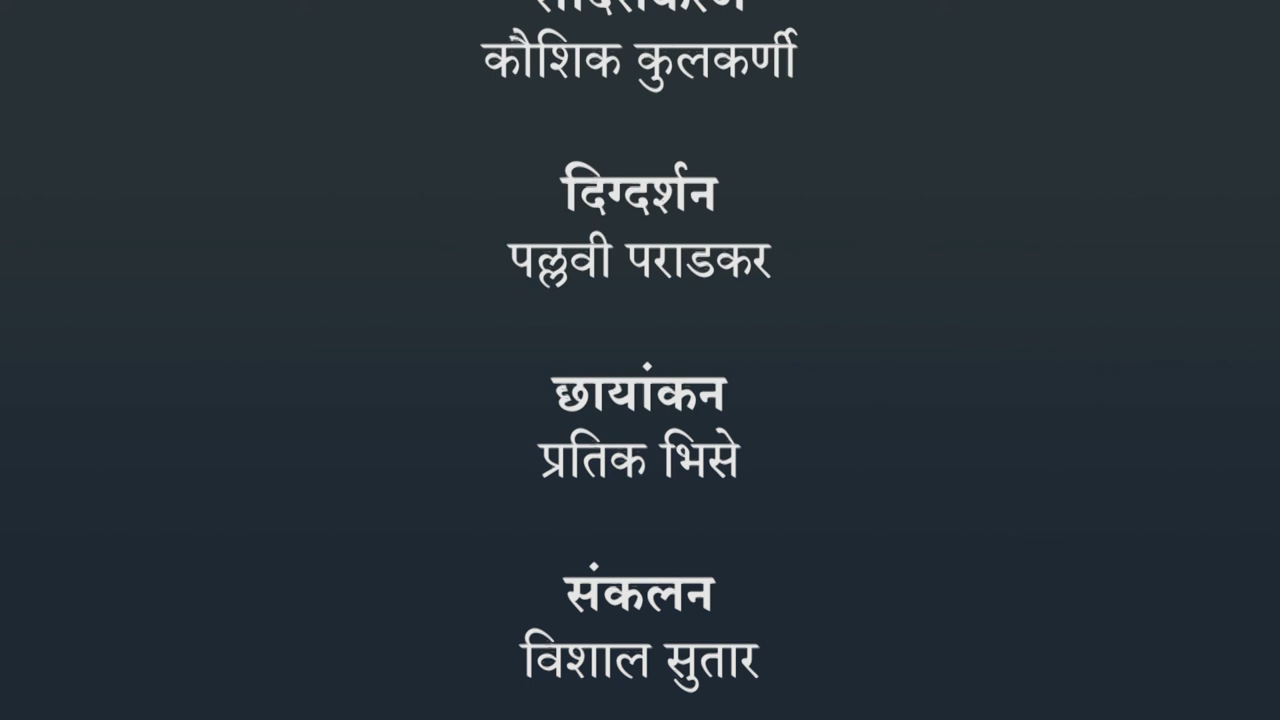 कौशिक कुलकर्णी
दिग्दर्शन
पल्लवी पराडकर
छायांकन
प्रतिक भिसे
संकलन
विशाल सुतार